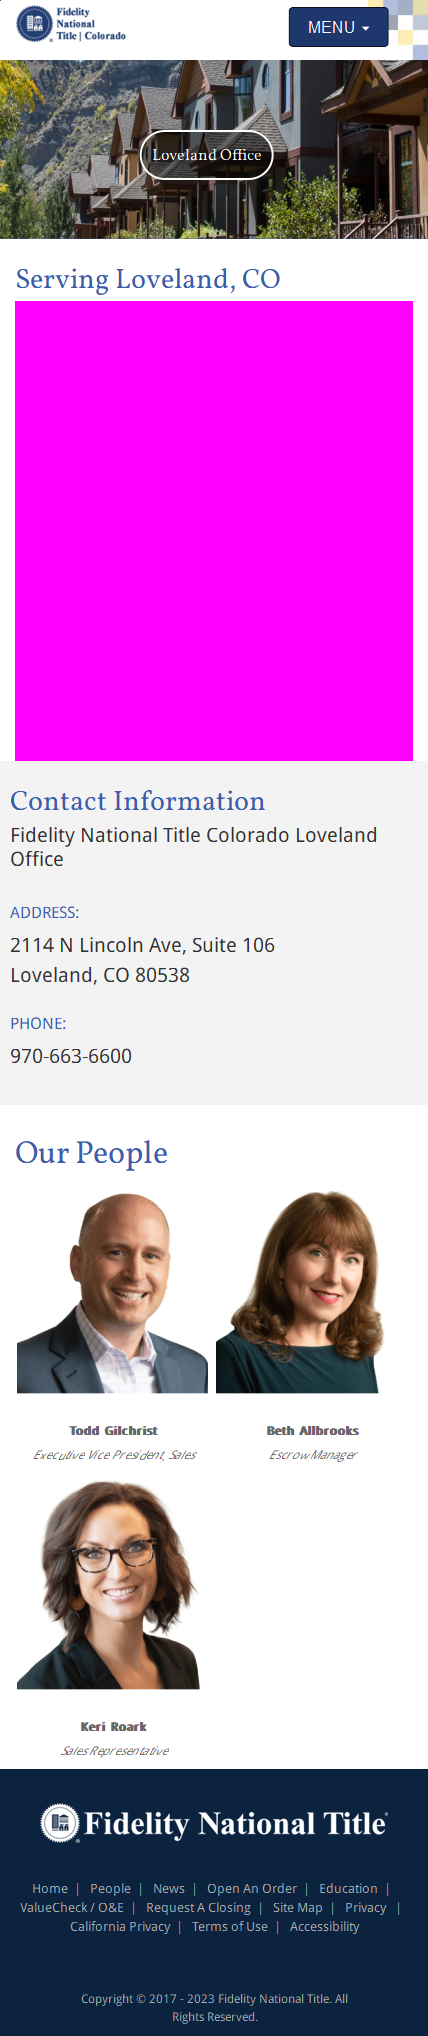 Fidelity
National
Title | Colorado
MENU
Loveland Office
Serving Loveland, CO
Contact Information
Fidelity National Title Colorado Loveland
Office
ADDRESS:
2114 N Lincoln Ave, Suite 106
Loveland, CO 80538
PHONE:
970-663-6600
Our People
Todd Gilchrist
Executive Vice President, Sales
Beth Allbrooks
Escrow Manager
Keri Roark
Sales Representative
Fidelity National Title
Home | People | News | Open An Order | Education |
ValueCheck / O&E | Request A Closing | Site Map | Privacy |
California Privacy | Terms of Use | Accessibility
Copyright © 2017 - 2023 Fidelity National Title. All
Rights Reserved.